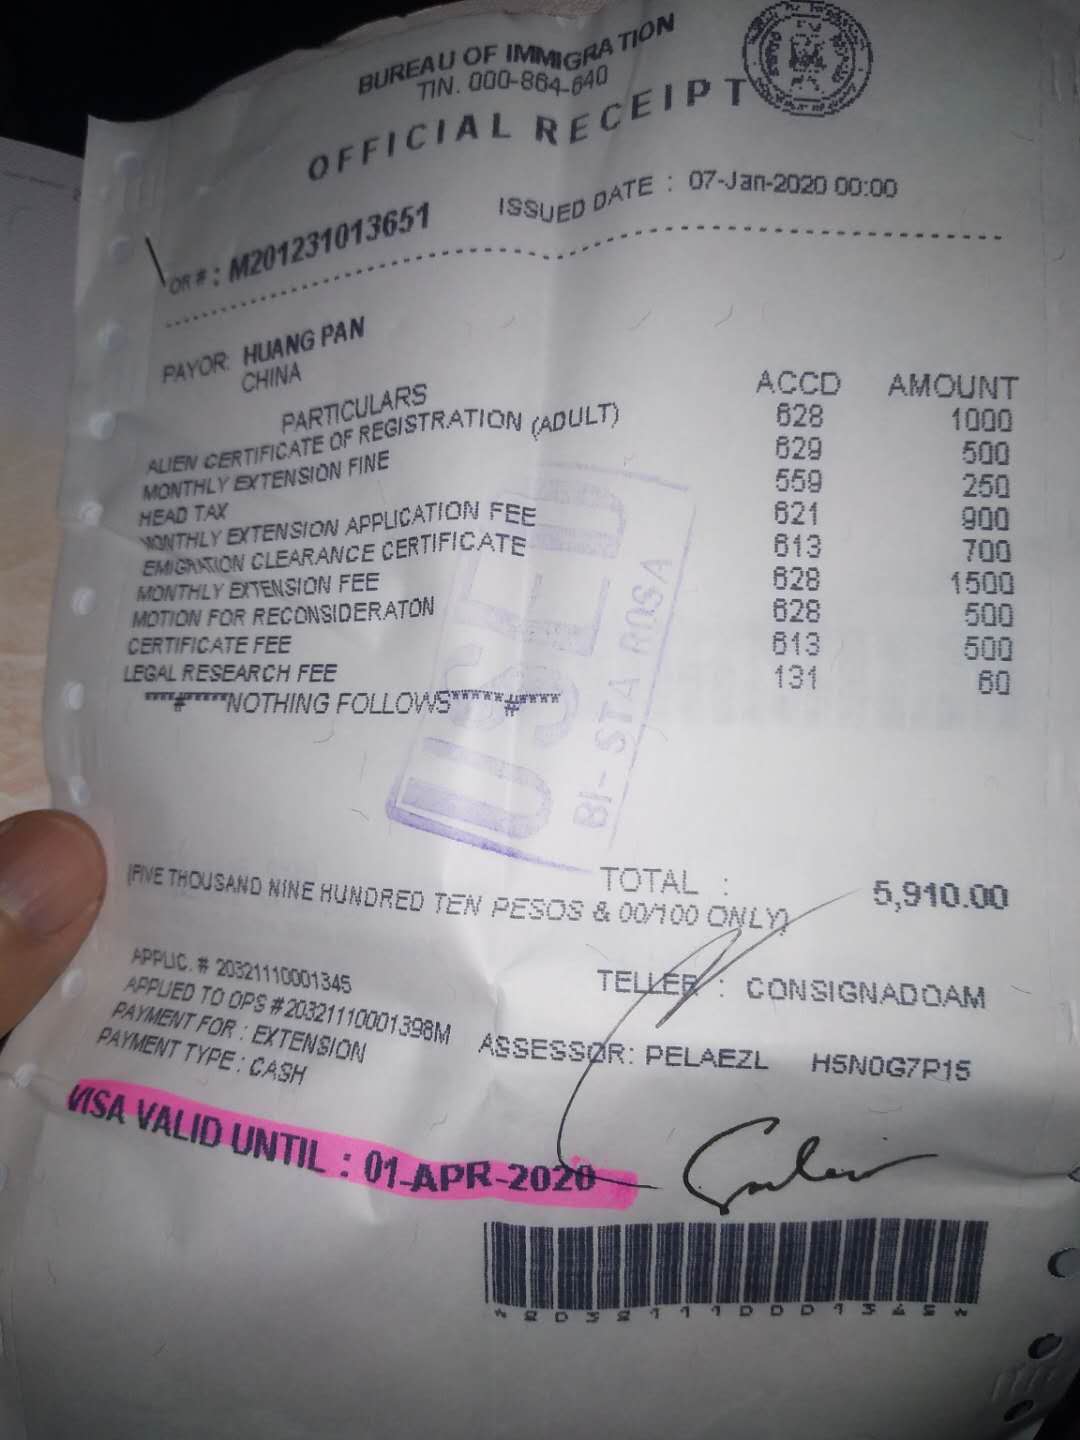 BUREAU OF IMMIGRATION
TIN. 000-864-640
OFFICIAL RECEIPT
ISSUED DATE : 07-Jan-2020 00:00
OR # : M201231013651
PAYOR: HUANG PAN
CHINA
PARTICULARS ACCD AMOUNT
ALIEN CERTIFICATE OF REGISTRATION (ADULT) 628 1000
MONTHLY EXTENSION FINE 629 500
HEAD TAX 559 250
MONTHLY EXTENSION APPLICATION FEE 621 900
EMIGRATION CLEARANCE CERTIFICATE 613 700
MONTHLY EXTENSION FEE 628 1500
MOTION FOR RECONSIDERATON 628 500
CERTIFICATE FEE 613 500
LEGAL RESEARCH FEE 131 60
****#*****NOTHING FOLLOWS*****#****
USED
BI- STA ROSA
TOTAL : 5,910.00
(FIVE THOUSAND NINE HUNDRED TEN PESOS & 00/100 ONLY)
APPLIC. # 20321110001345
TELLER : CONSIGNADOAM
APPLIED TO OPS #20321110001398M
PAYMENT FOR : EXTENSION
ASSESSOR: PELAEZL H5N0G7P15
PAYMENT TYPE : CASH
VISA VALID UNTIL : 01-APR-2020
*20321110001345*